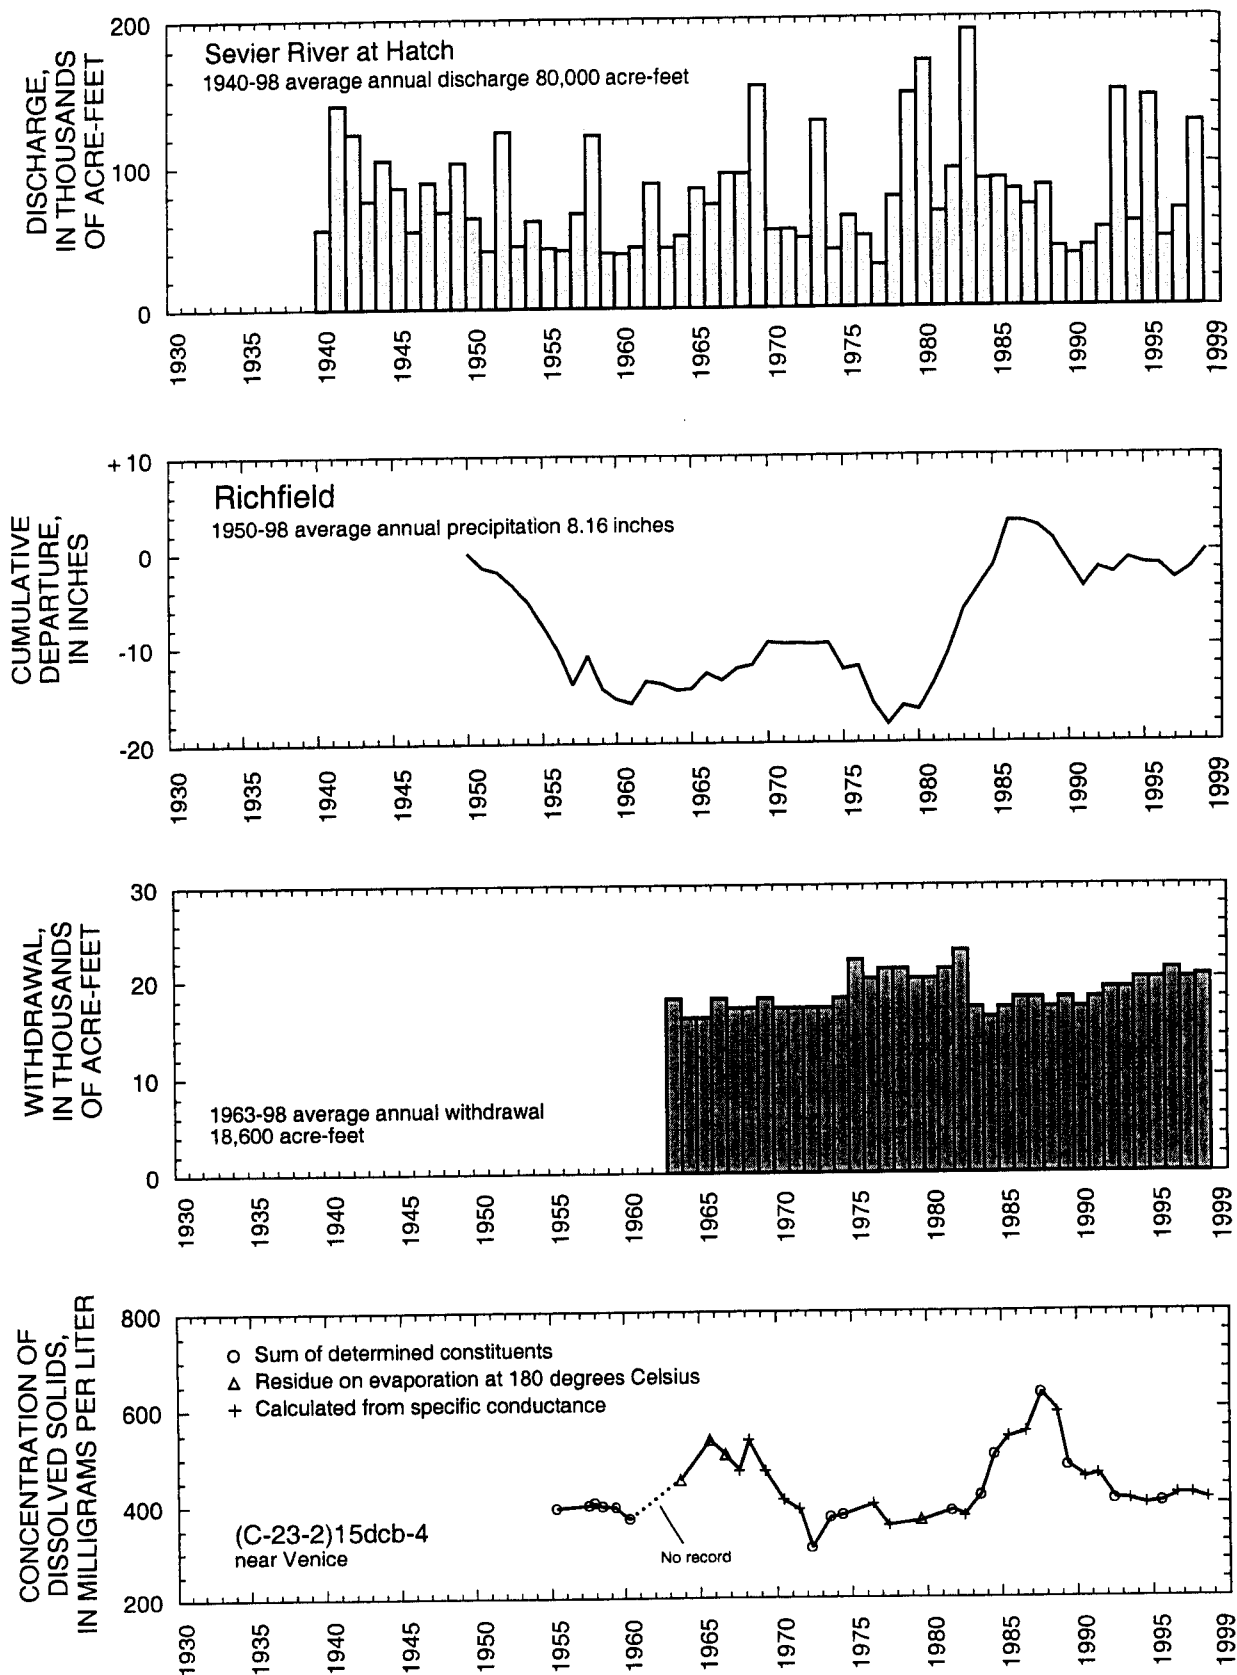 DISCHARGE,
IN THOUSANDS
OF ACRE-FEET
200
100
0
Sevier River at Hatch
1940-98 average annual discharge 80,000 acre-feet
1930 1935 1940 1945 1950 1955 1960 1965 1970 1975 1980 1985 1990 1995 1999
CUMULATIVE
DEPARTURE,
IN INCHES
+10
0
-10
-20
Richfield
1950-98 average annual precipitation 8.16 inches
1930 1935 1940 1945 1950 1955 1960 1965 1970 1975 1980 1985 1990 1995 1999
WITHDRAWAL,
IN THOUSANDS
OF ACRE-FEET
30
20
10
0
1963-98 average annual withdrawal
18,600 acre-feet
1930 1935 1940 1945 1950 1955 1960 1965 1970 1975 1980 1985 1990 1995 1999
CONCENTRATION OF
DISSOLVED SOLIDS,
IN MILLIGRAMS PER LITER
800
600
400
200
Sum of determined constituents
Residue on evaporation at 180 degrees Celsius
Calculated from specific conductance
(C-23-2)15dcb-4
near Venice
No record
1930 1935 1940 1945 1950 1955 1960 1965 1970 1975 1980 1985 1990 1995 1999